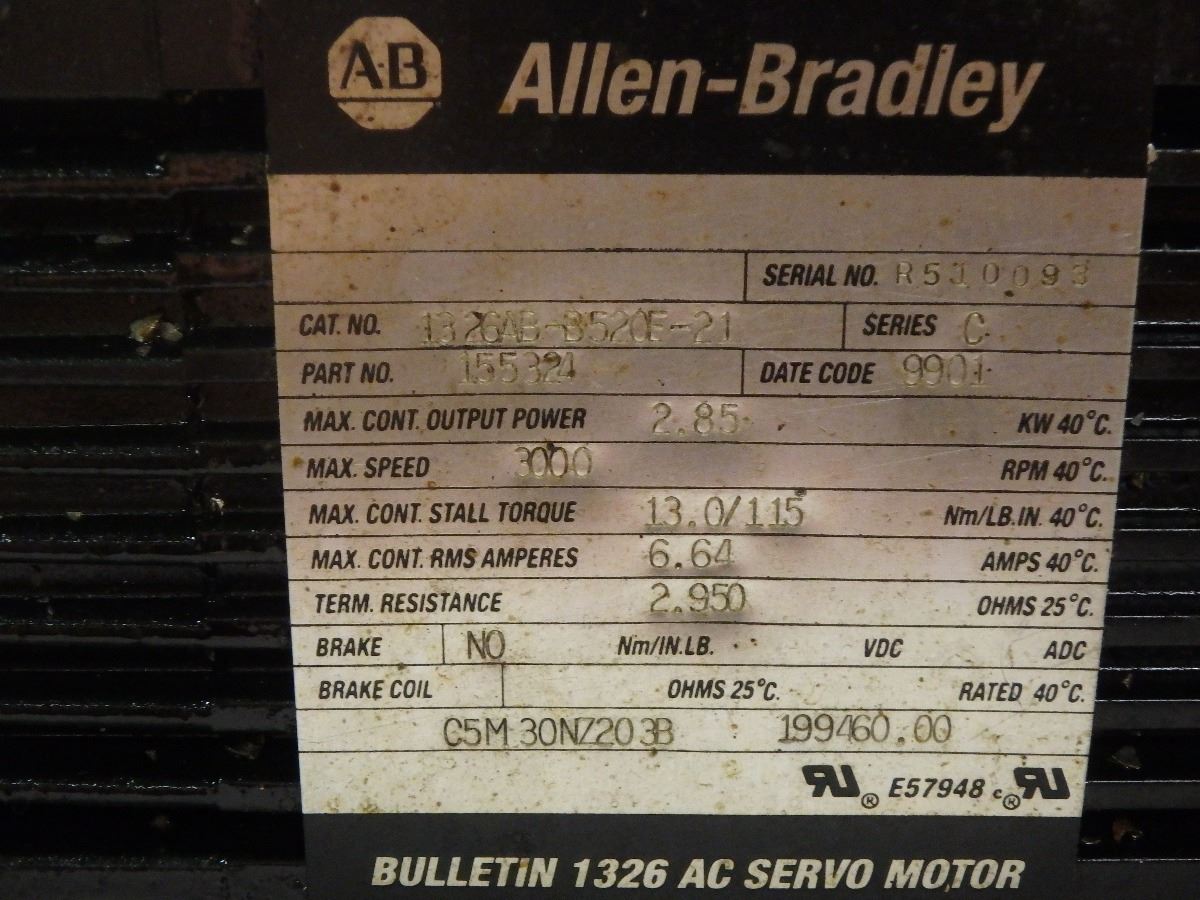 A·B Allen-Bradley
SERIAL NO. R510093
CAT. NO. 1326AB-B520E-21 SERIES C
PART NO. 155324 DATE CODE 9901
MAX. CONT. OUTPUT POWER 2.85 KW 40°C.
MAX. SPEED 3000 RPM 40°C.
MAX. CONT. STALL TORQUE 13.0/115 Nm/LB.IN. 40°C.
MAX. CONT. RMS AMPERES 6.64 AMPS 40°C.
TERM. RESISTANCE 2.950 OHMS 25°C.
BRAKE NO Nm/IN.LB. VDC ADC
BRAKE COIL OHMS 25°C. RATED 40°C.
C5M30NZ203B 199460.00
RU® E57948 c®RU
BULLETIN 1326 AC SERVO MOTOR